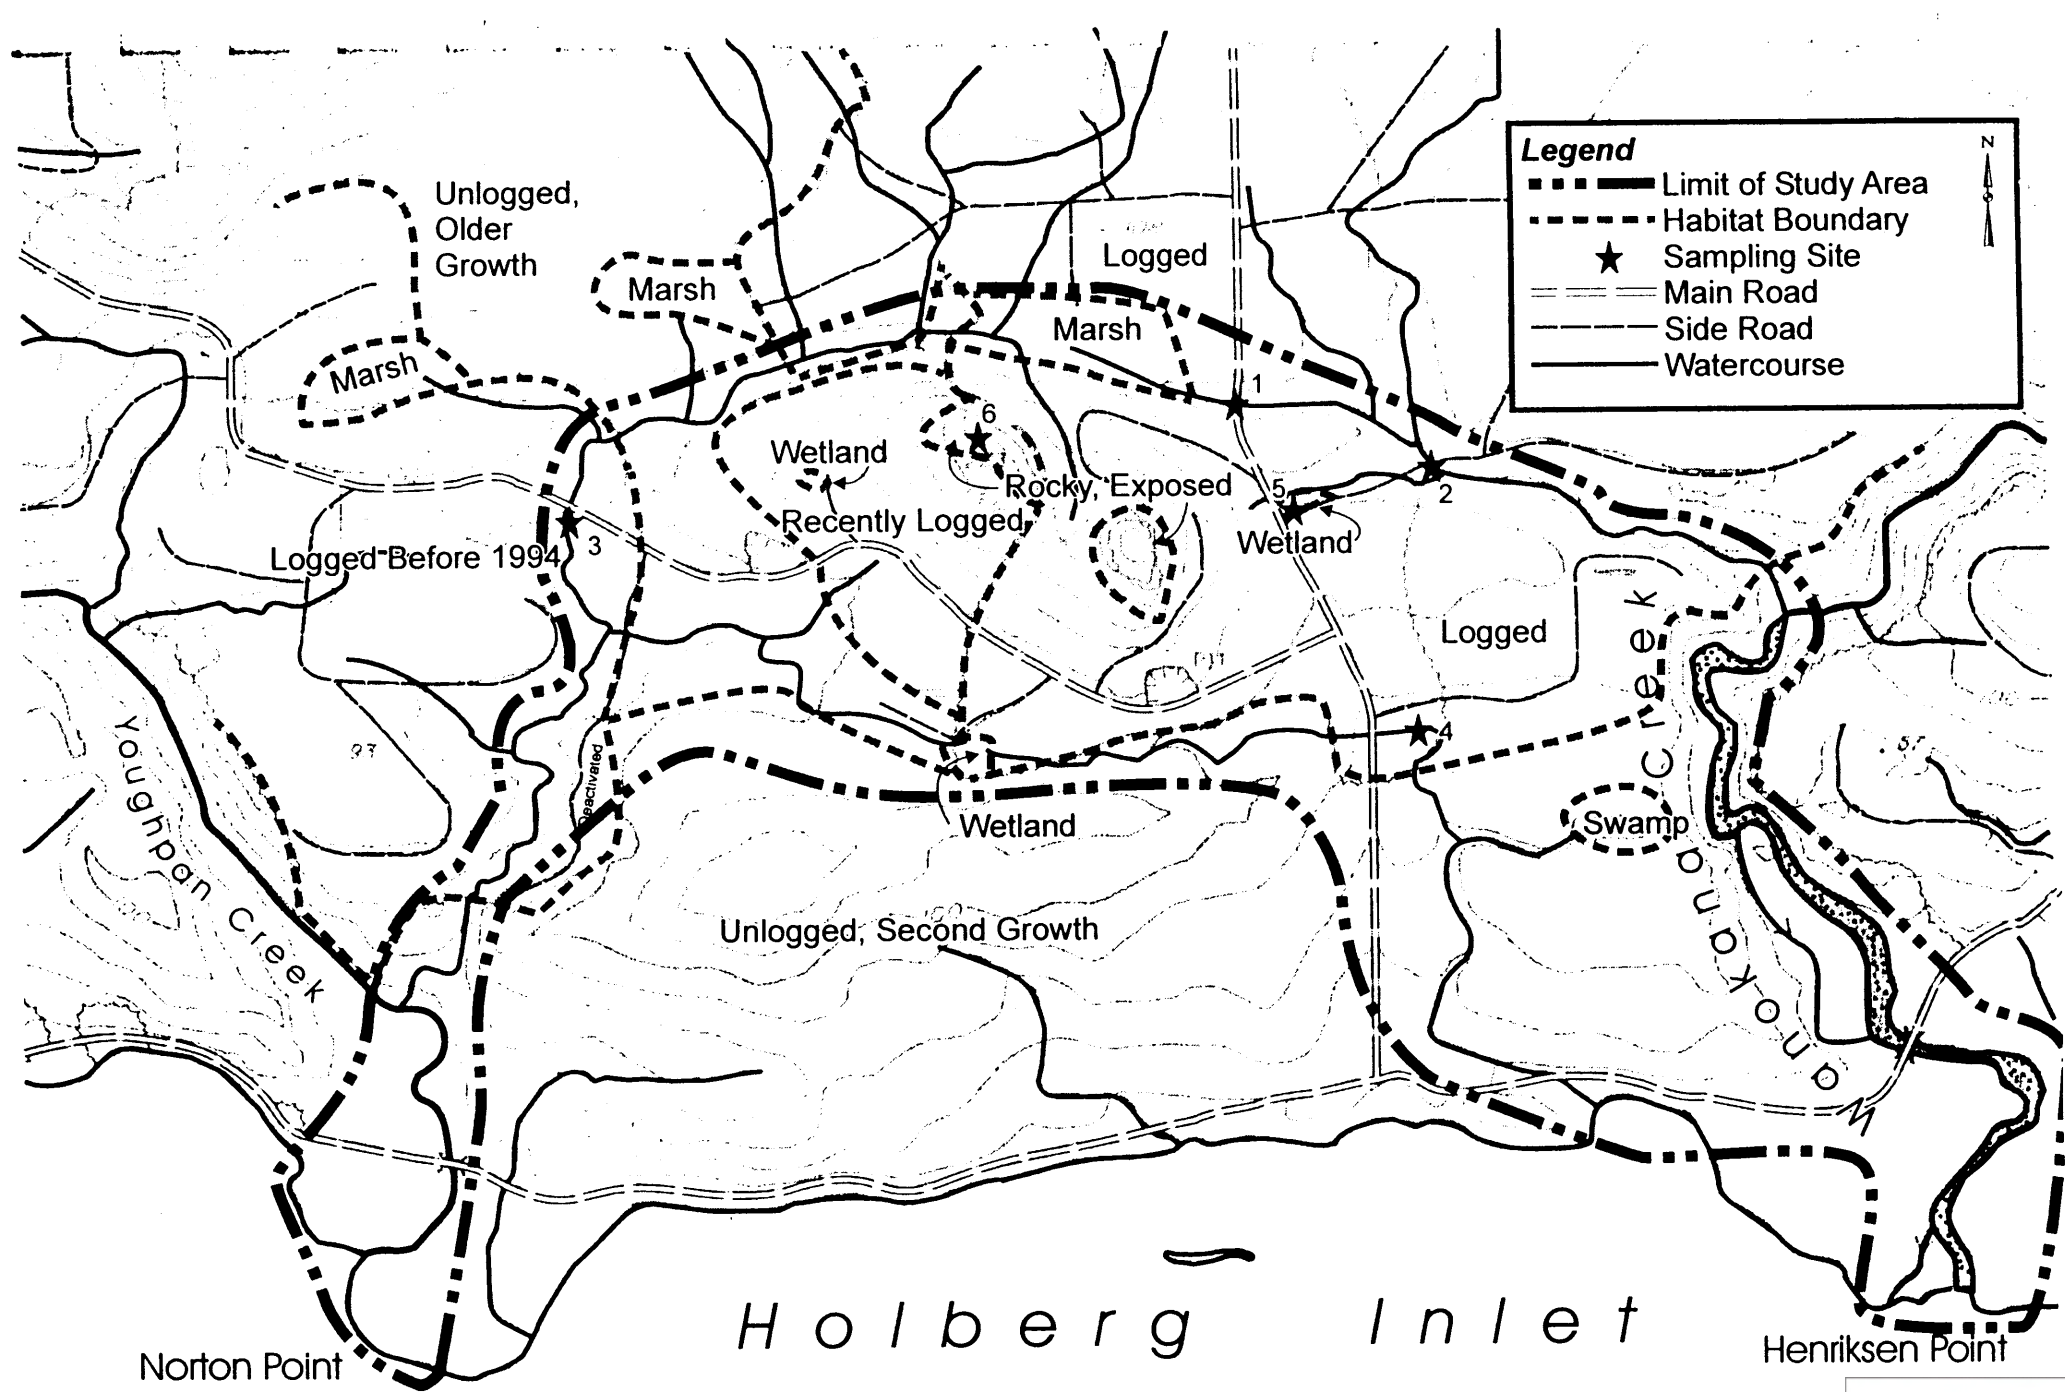 Legend
N
Limit of Study Area
Habitat Boundary
Sampling Site
Main Road
Side Road
Watercourse
Unlogged,
Older
Growth
Marsh
Logged
Marsh
Marsh
1
6
Wetland
Rocky, Exposed
5
2
Recently Logged
Wetland
3
Logged Before 1994
Logged
4
Deactivated
Swamp
Wetland
Unlogged, Second Growth
Youghpan Creek
Waukaanauk Creek
Holberg Inlet
Norton Point
Henriksen Point